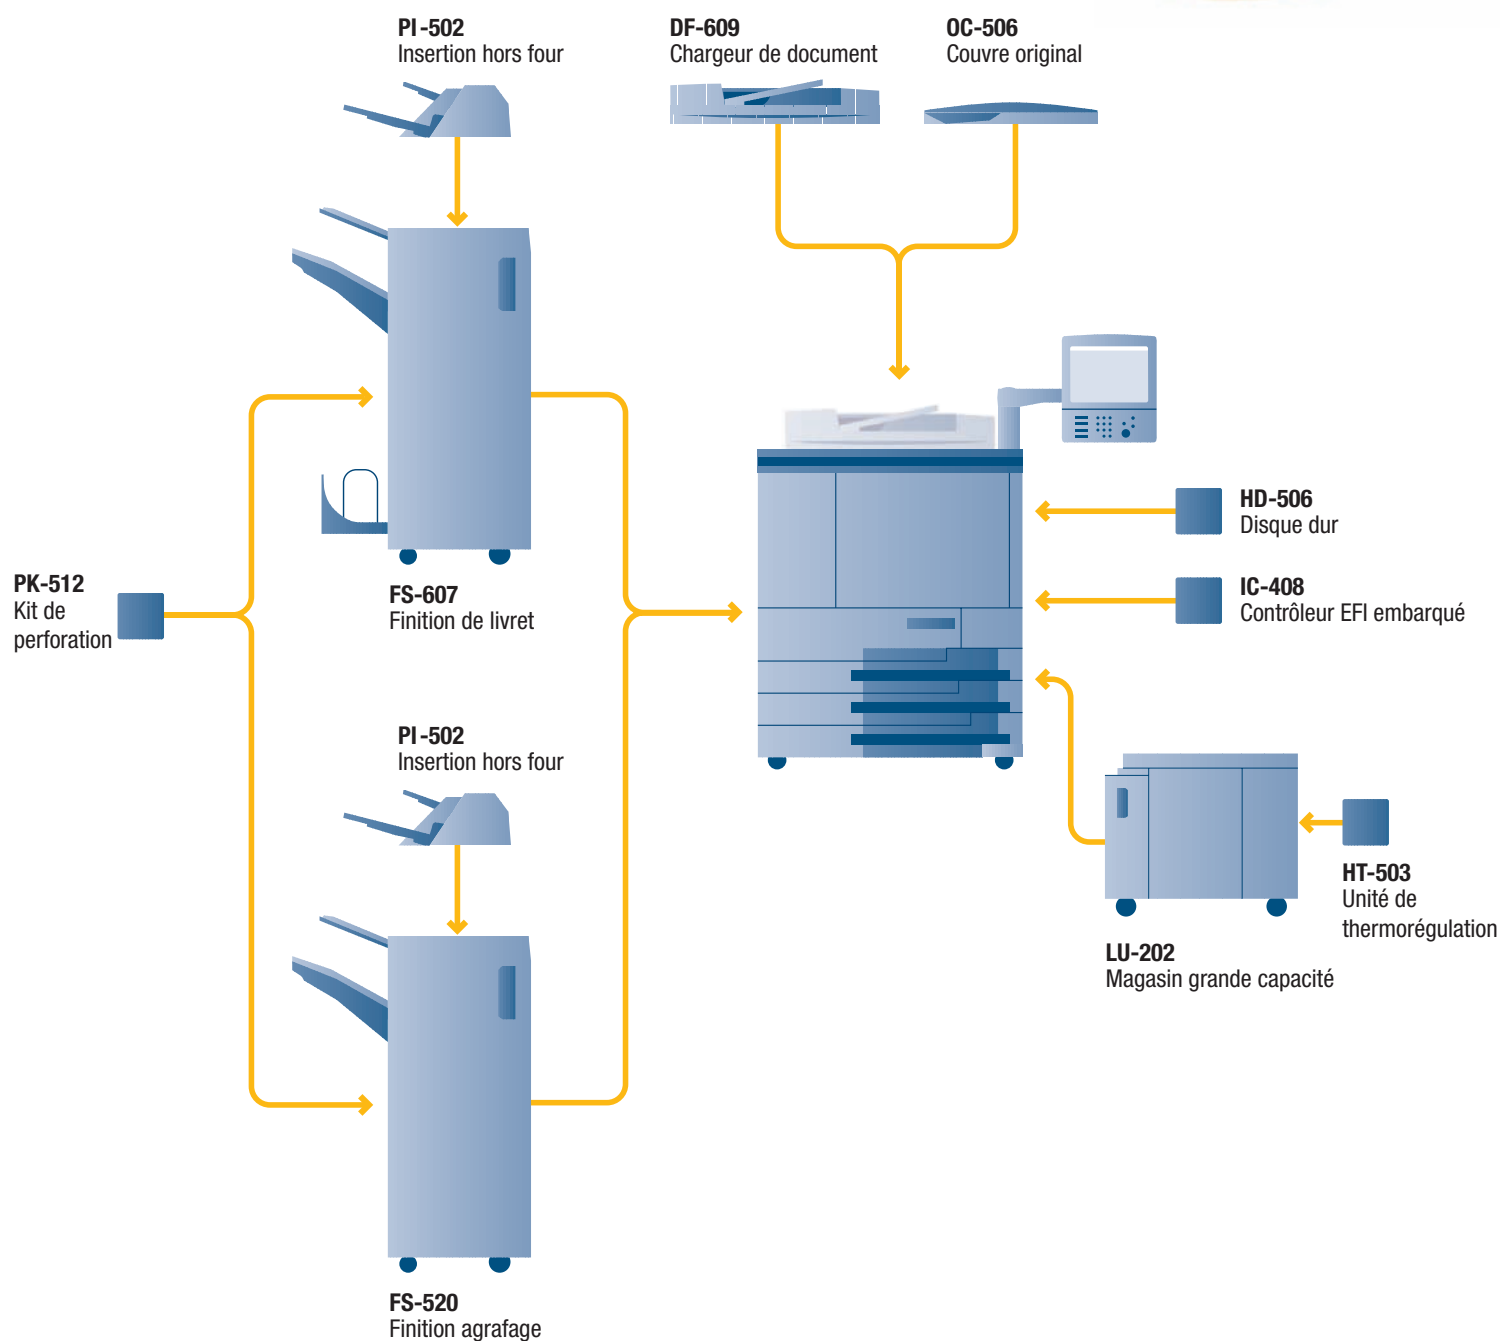 PI-502
Insertion hors four
DF-609
Chargeur de document
OC-506
Couvre original
HD-506
Disque dur
IC-408
Contrôleur EFI embarqué
PK-512
Kit de
perforation
FS-607
Finition de livret
PI-502
Insertion hors four
HT-503
Unité de
thermorégulation
LU-202
Magasin grande capacité
FS-520
Finition agrafage